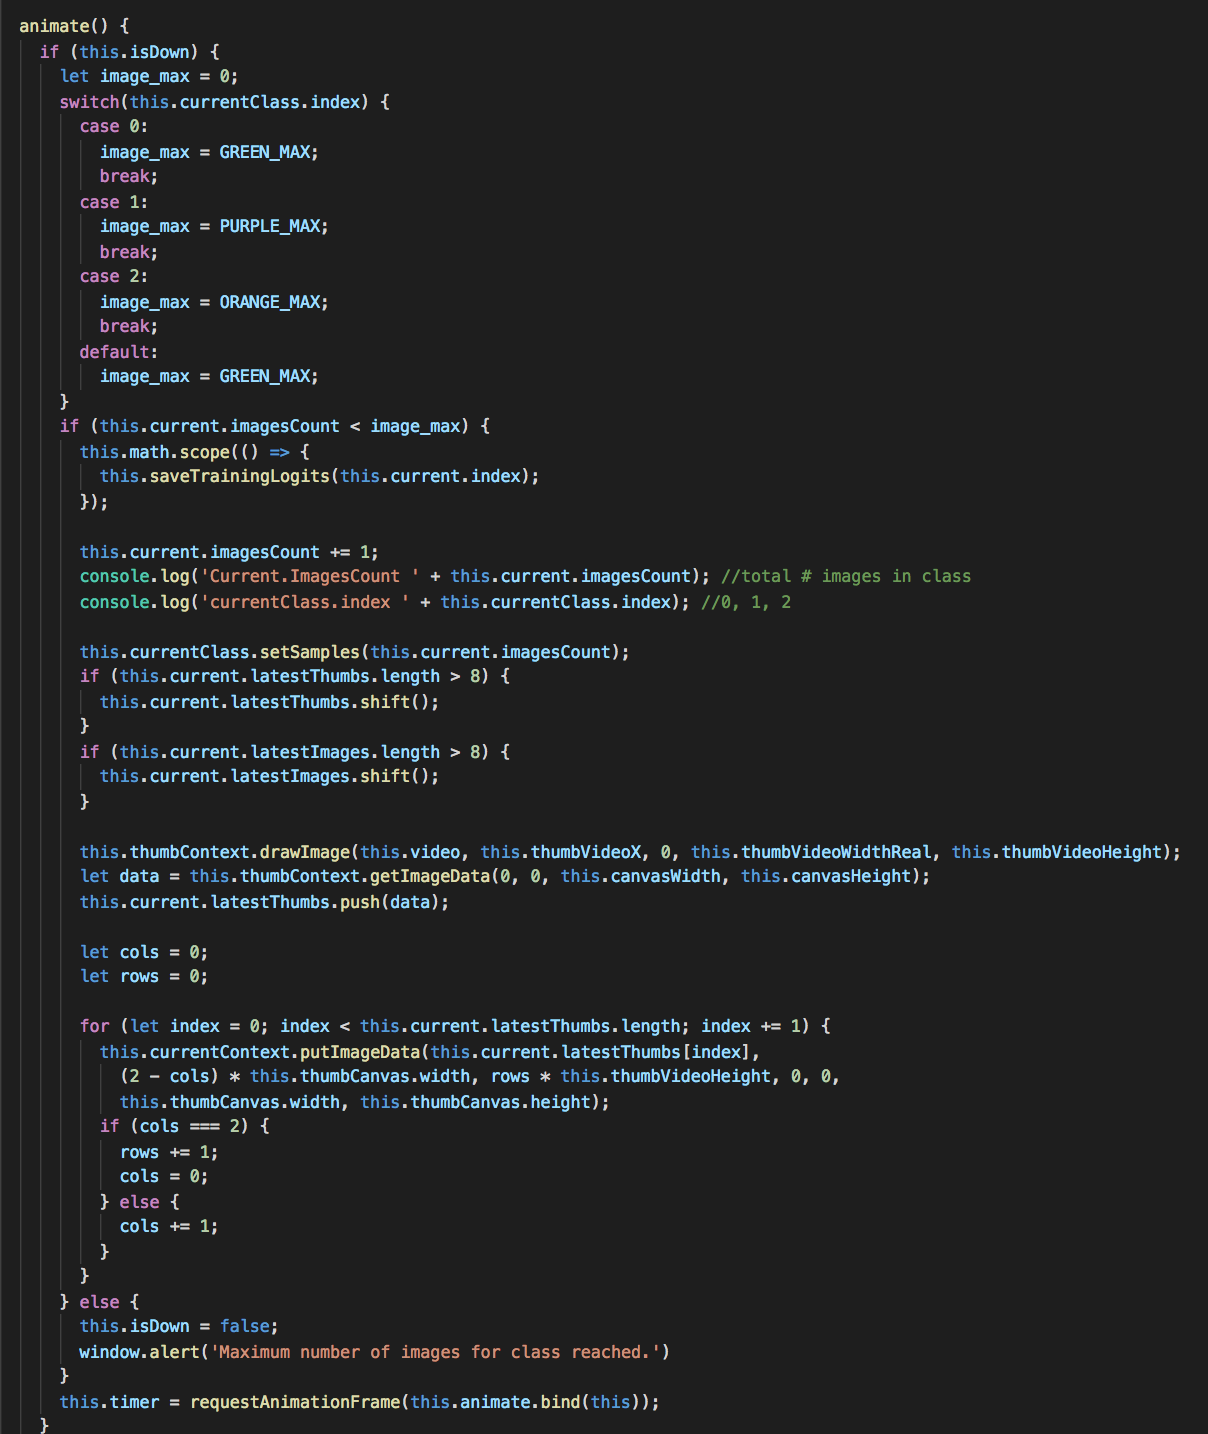 animate() {
if (this.isDown) {
let image_max = 0;
switch(this.currentClass.index) {
case 0:
image_max = GREEN_MAX;
break;
case 1:
image_max = PURPLE_MAX;
break;
case 2:
image_max = ORANGE_MAX;
break;
default:
image_max = GREEN_MAX;
}
if (this.current.imagesCount < image_max) {
this.math.scope(() => {
this.saveTrainingLogits(this.current.index);
});
this.current.imagesCount += 1;
console.log('Current.ImagesCount ' + this.current.imagesCount); //total # images in class
console.log('currentClass.index ' + this.currentClass.index); //0, 1, 2
this.currentClass.setSamples(this.current.imagesCount);
if (this.current.latestThumbs.length > 8) {
this.current.latestThumbs.shift();
}
if (this.current.latestImages.length > 8) {
this.current.latestImages.shift();
}
this.thumbContext.drawImage(this.video, this.thumbVideoX, 0, this.thumbVideoWidthReal, this.thumbVideoHeight);
let data = this.thumbContext.getImageData(0, 0, this.canvasWidth, this.canvasHeight);
this.current.latestThumbs.push(data);
let cols = 0;
let rows = 0;
for (let index = 0; index < this.current.latestThumbs.length; index += 1) {
this.currentContext.putImageData(this.current.latestThumbs[index],
(2 - cols) * this.thumbCanvas.width, rows * this.thumbVideoHeight, 0, 0,
this.thumbCanvas.width, this.thumbCanvas.height);
if (cols === 2) {
rows += 1;
cols = 0;
} else {
cols += 1;
}
}
} else {
this.isDown = false;
window.alert('Maximum number of images for class reached.')
}
this.timer = requestAnimationFrame(this.animate.bind(this));
}